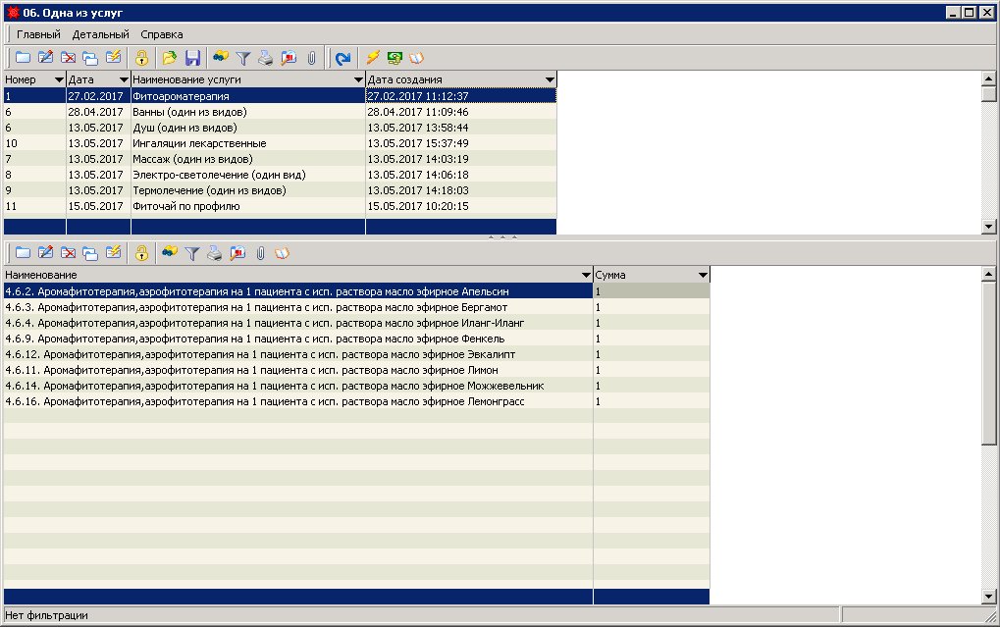 06. Одна из услуг
Главный Детальный Справка
Номер Дата Наименование услуги Дата создания
1 27.02.2017 Фитоароматерапия 27.02.2017 11:12:37
6 28.04.2017 Ванны (один из видов) 28.04.2017 11:09:46
6 13.05.2017 Душ (один из видов) 13.05.2017 13:58:44
10 13.05.2017 Ингаляции лекарственные 13.05.2017 15:37:49
7 13.05.2017 Массаж (один из видов) 13.05.2017 14:03:19
8 13.05.2017 Электро-светолечение (один вид) 13.05.2017 14:06:18
9 13.05.2017 Термолечение (один из видов) 13.05.2017 14:18:03
11 15.05.2017 Фиточай по профилю 15.05.2017 10:20:15
Наименование Сумма
4.6.2. Аромафитотерапия,аэрофитотерапия на 1 пациента с исп. раствора масло эфирное Апельсин 1
4.6.3. Аромафитотерапия,аэрофитотерапия на 1 пациента с исп. раствора масло эфирное Бергамот 1
4.6.4. Аромафитотерапия,аэрофитотерапия на 1 пациента с исп. раствора масло эфирное Иланг-Иланг 1
4.6.9. Аромафитотерапия,аэрофитотерапия на 1 пациента с исп. раствора масло эфирное Фенкель 1
4.6.12. Аромафитотерапия,аэрофитотерапия на 1 пациента с исп. раствора масло эфирное Эвкалипт 1
4.6.11. Аромафитотерапия,аэрофитотерапия на 1 пациента с исп. раствора масло эфирное Лимон 1
4.6.14. Аромафитотерапия,аэрофитотерапия на 1 пациента с исп. раствора масло эфирное Можжевельник 1
4.6.16. Аромафитотерапия,аэрофитотерапия на 1 пациента с исп. раствора масло эфирное Лемонграсс 1
Нет фильтрации